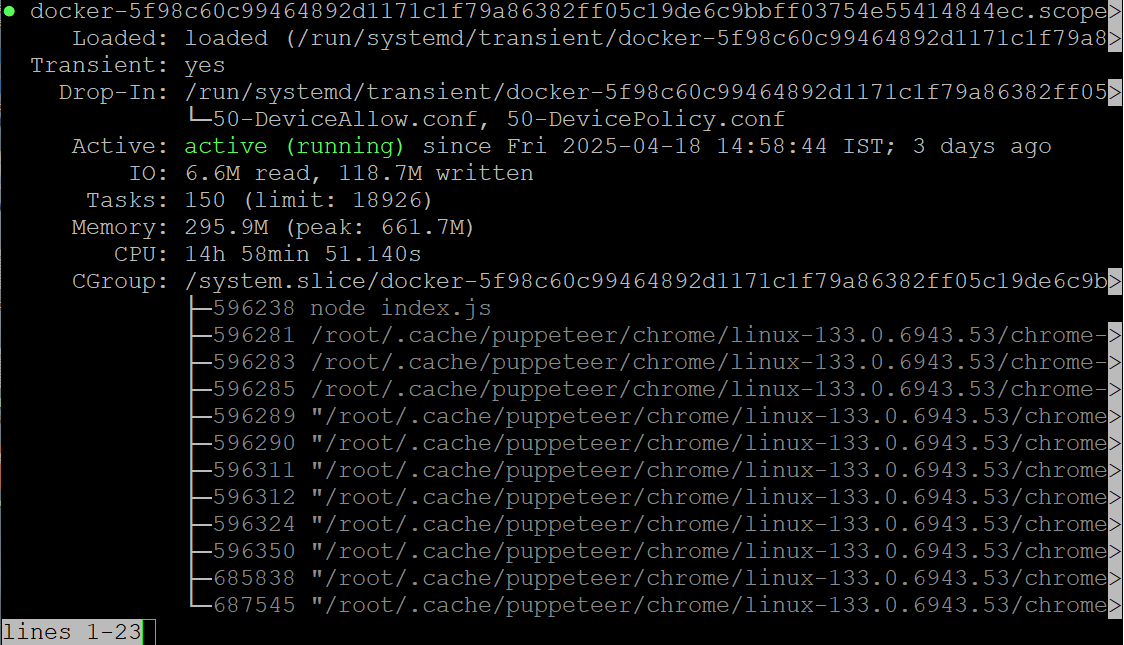 ● docker-5f98c60c99464892d1171c1f79a86382ff05c19de6c9bbff03754e55414844ec.scope>
Loaded: loaded (/run/systemd/transient/docker-5f98c60c99464892d1171c1f79a8>
Transient: yes
Drop-In: /run/systemd/transient/docker-5f98c60c99464892d1171c1f79a86382ff05>
└─50-DeviceAllow.conf, 50-DevicePolicy.conf
Active: active (running) since Fri 2025-04-18 14:58:44 IST; 3 days ago
IO: 6.6M read, 118.7M written
Tasks: 150 (limit: 18926)
Memory: 295.9M (peak: 661.7M)
CPU: 14h 58min 51.140s
CGroup: /system.slice/docker-5f98c60c99464892d1171c1f79a86382ff05c19de6c9b>
├─596238 node index.js
├─596281 /root/.cache/puppeteer/chrome/linux-133.0.6943.53/chrome->
├─596283 /root/.cache/puppeteer/chrome/linux-133.0.6943.53/chrome->
├─596285 /root/.cache/puppeteer/chrome/linux-133.0.6943.53/chrome->
├─596289 "/root/.cache/puppeteer/chrome/linux-133.0.6943.53/chrome>
├─596290 "/root/.cache/puppeteer/chrome/linux-133.0.6943.53/chrome>
├─596311 "/root/.cache/puppeteer/chrome/linux-133.0.6943.53/chrome>
├─596312 "/root/.cache/puppeteer/chrome/linux-133.0.6943.53/chrome>
├─596324 "/root/.cache/puppeteer/chrome/linux-133.0.6943.53/chrome>
├─596350 "/root/.cache/puppeteer/chrome/linux-133.0.6943.53/chrome>
├─685838 "/root/.cache/puppeteer/chrome/linux-133.0.6943.53/chrome>
└─687545 "/root/.cache/puppeteer/chrome/linux-133.0.6943.53/chrome>
lines 1-23